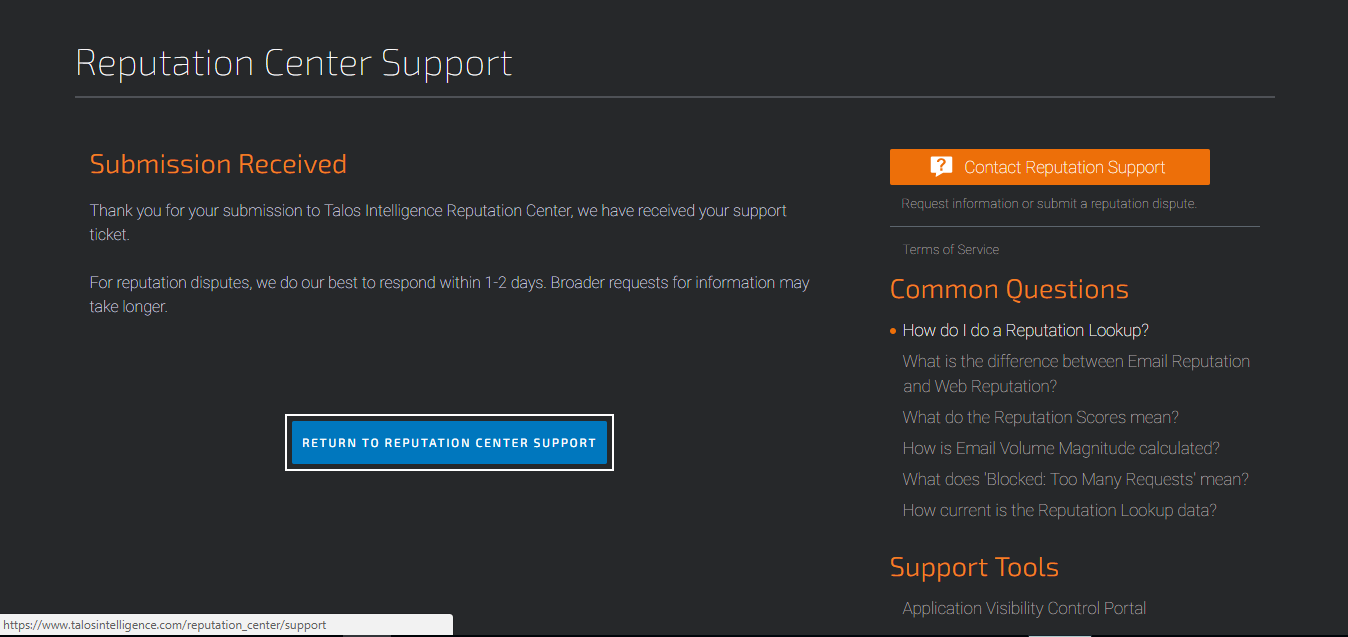 Reputation Center Support
Submission Received
Thank you for your submission to Talos Intelligence Reputation Center, we have received your support
ticket.
For reputation disputes, we do our best to respond within 1-2 days. Broader requests for information may
take longer.
RETURN TO REPUTATION CENTER SUPPORT
Contact Reputation Support
Request information or submit a reputation dispute.
Terms of Service
Common Questions
How do I do a Reputation Lookup?
What is the difference between Email Reputation
and Web Reputation?
What do the Reputation Scores mean?
How is Email Volume Magnitude calculated?
What does 'Blocked: Too Many Requests' mean?
How current is the Reputation Lookup data?
Support Tools
Application Visibility Control Portal
https://www.talosintelligence.com/reputation_center/support